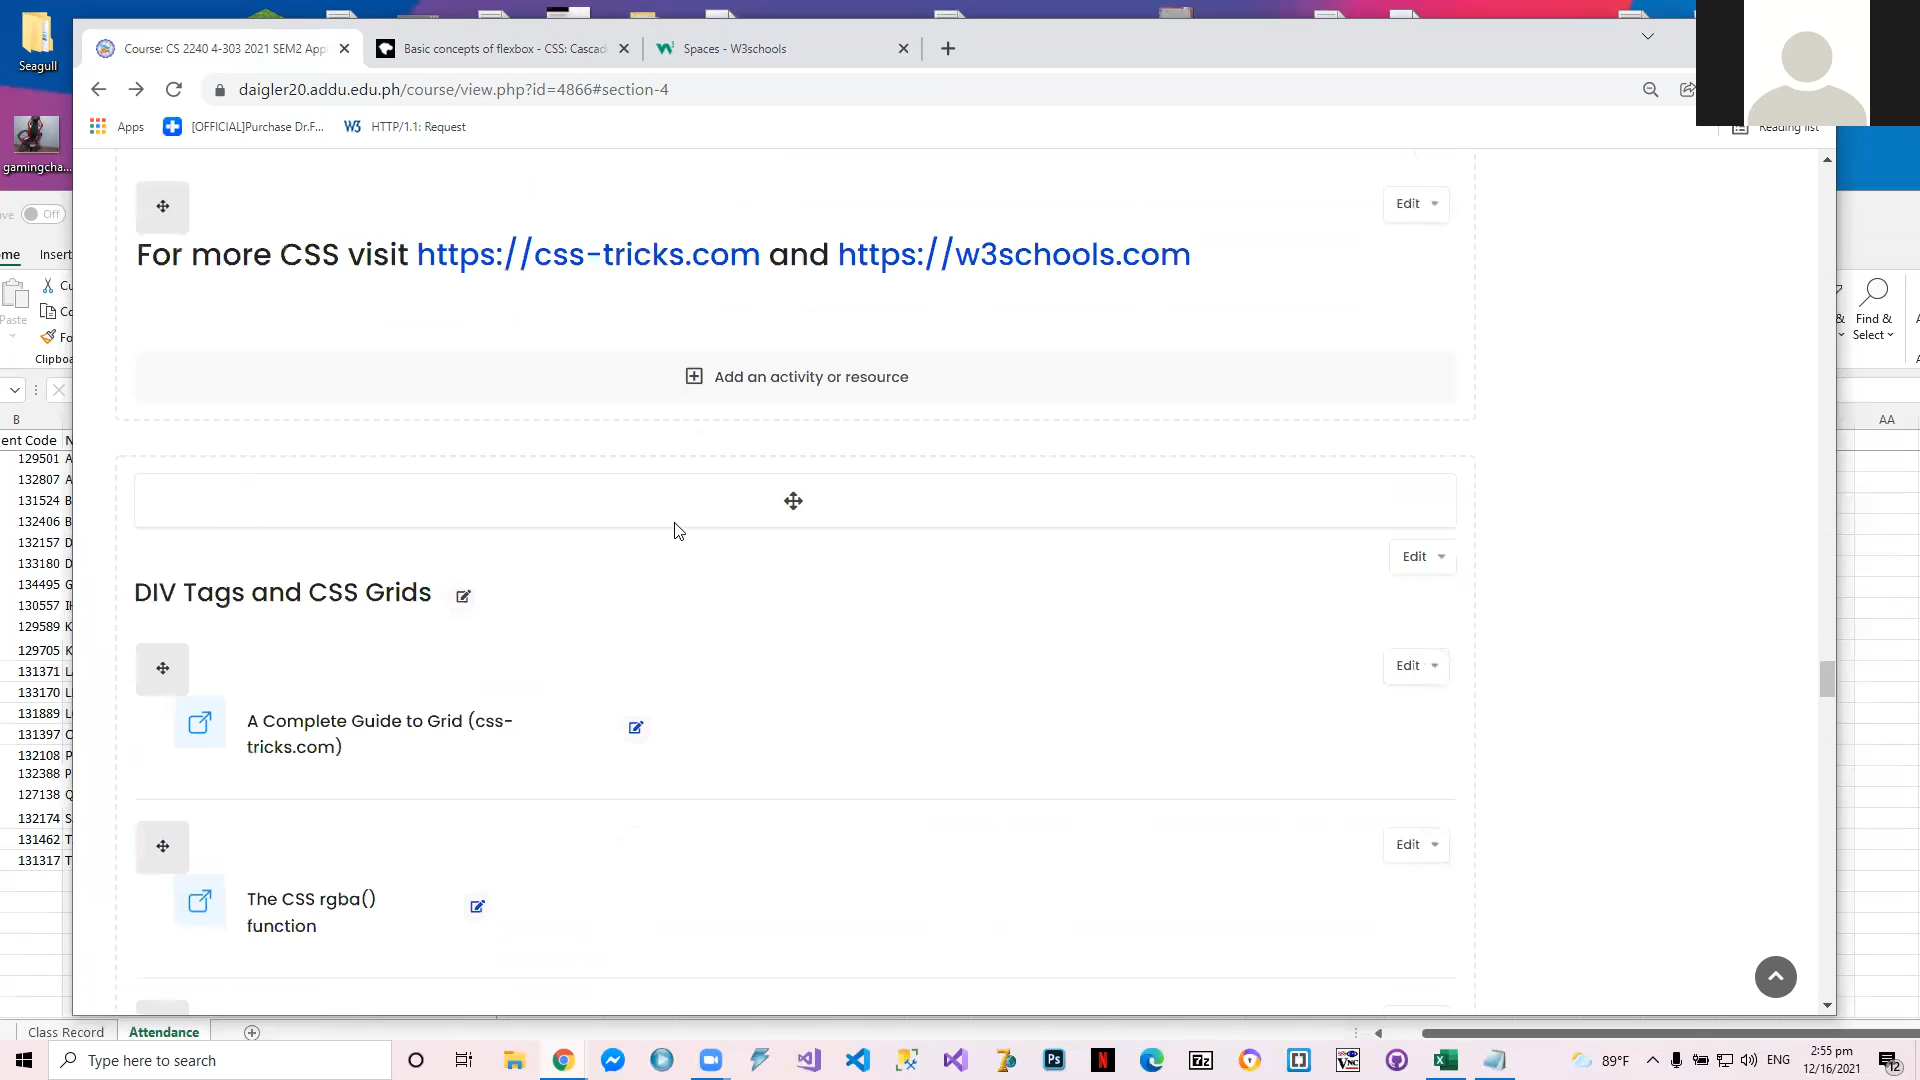 Seagull
gamingcha...
Course: CS 2240 4-303 2021 SEM2 Appl
Basic concepts of flexbox - CSS: Cascad
Spaces - W3schools
daigler20.addu.edu.ph/course/view.php?id=4866#section-4
Apps
[OFFICIAL]Purchase Dr.F...
HTTP/1.1: Request
Reading list
Off
Insert
Paste
Find &
Select
Edit
For more CSS visit https://css-tricks.com and https://w3schools.com
Add an activity or resource
Edit
DIV Tags and CSS Grids
Edit
A Complete Guide to Grid (css-
tricks.com)
Edit
The CSS rgba()
function
B
AA
ent Code N
129501 A
132807 A
131524 B
132406 B
132157 D
133180 D
134495 G
130557 IH
129589 K
129705 K
131371 L
133170 L
131889 L
131397 C
132108 P
132388 P
127138 Q
132174 S
131462 T
131317 T
Class Record
Attendance
Type here to search
89°F
ENG
2:55 pm
12/16/2021
12